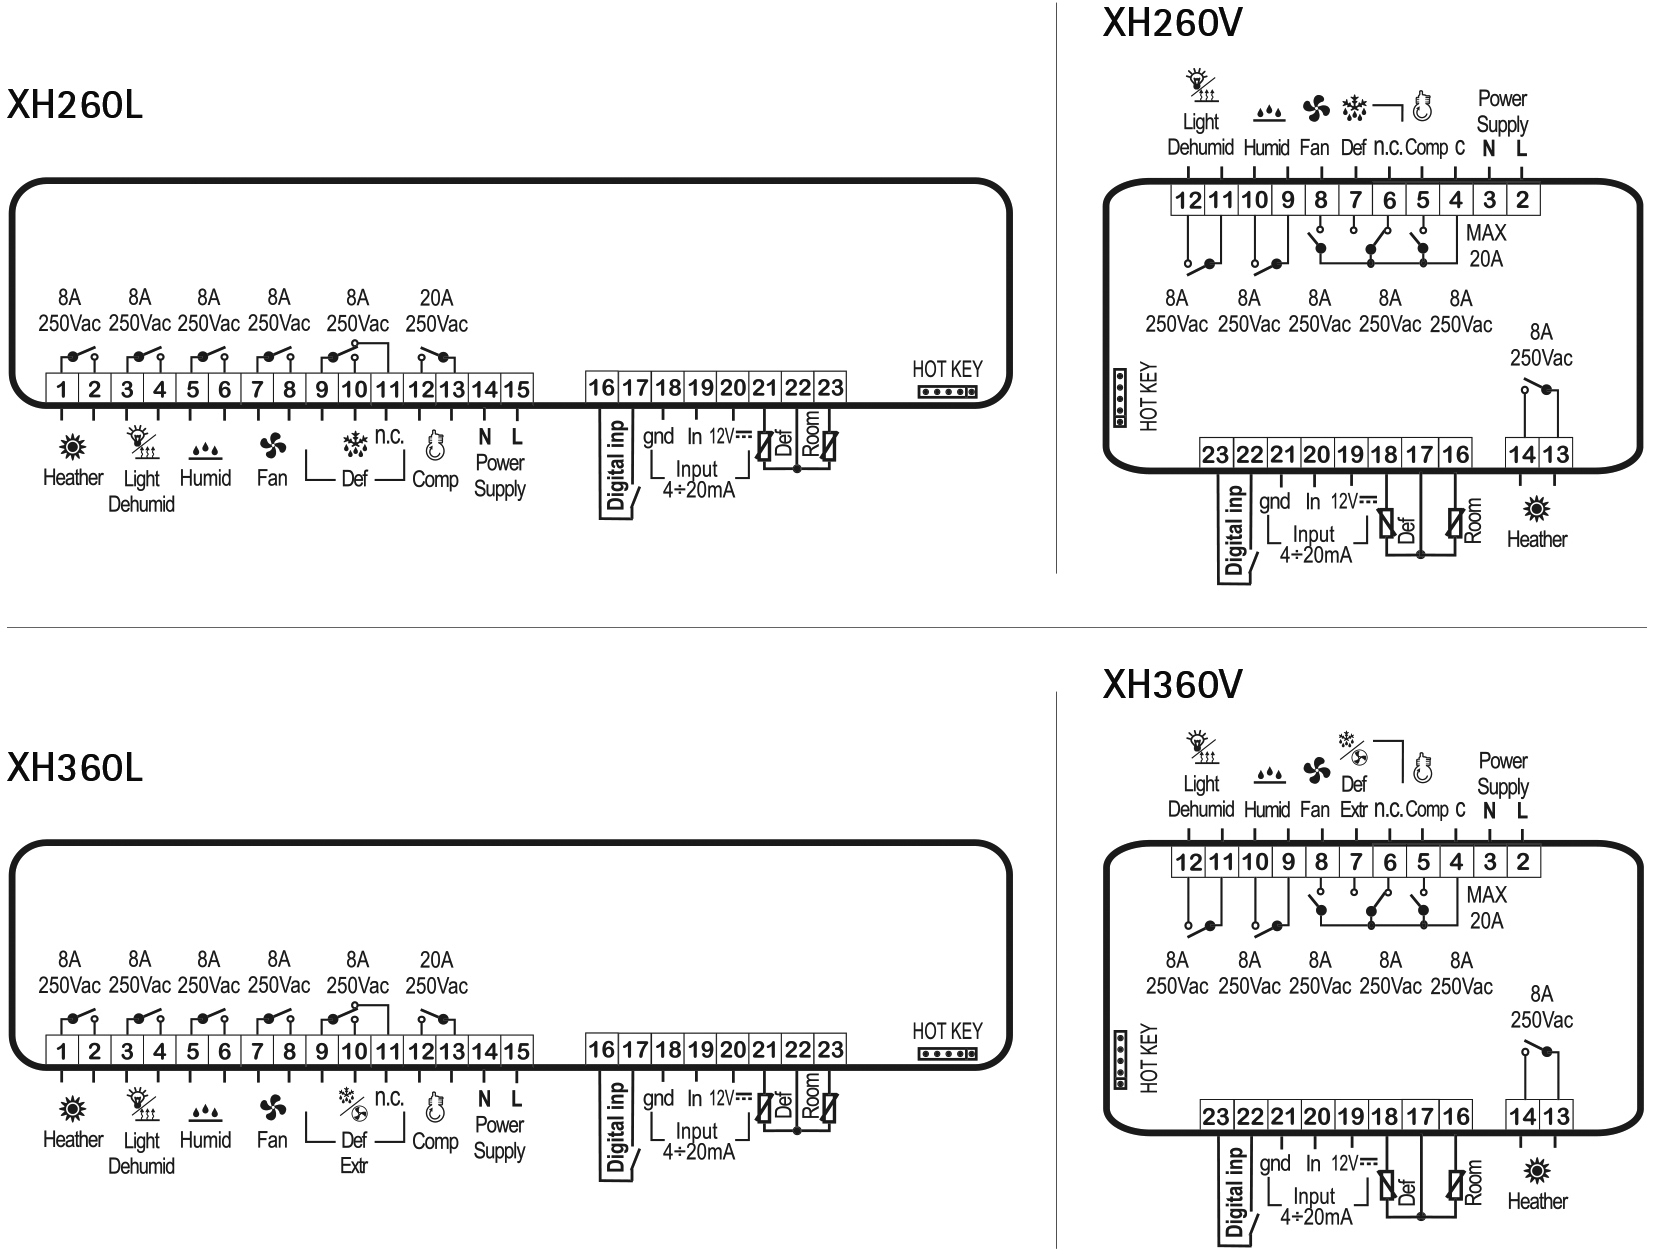 XH260L
8A 8A 8A 8A 8A 20A
250Vac 250Vac 250Vac 250Vac 250Vac 250Vac
HOT KEY
1 2 3 4 5 6 7 8 9 10 11 12 13 14 15
16 17 18 19 20 21 22 23
n.c. N L
Heather Light Humid Fan Def Comp Power
Dehumid Supply
Digital inp
gnd In 12V
Input
4÷20mA
Def
Room
XH260V
Light
Dehumid Humid Fan Def n.c. Comp c
Power
Supply
N L
12 11 10 9 8 7 6 5 4 3 2
MAX
20A
8A 8A 8A 8A 8A
250Vac 250Vac 250Vac 250Vac 250Vac
8A
250Vac
HOT KEY
23 22 21 20 19 18 17 16
14 13
Digital inp
gnd In 12V
Input
4÷20mA
Def
Room
Heather
XH360L
8A 8A 8A 8A 8A 20A
250Vac 250Vac 250Vac 250Vac 250Vac 250Vac
HOT KEY
1 2 3 4 5 6 7 8 9 10 11 12 13 14 15
16 17 18 19 20 21 22 23
n.c. N L
Heather Light Humid Fan Def Comp Power
Dehumid Extr Supply
Digital inp
gnd In 12V
Input
4÷20mA
Def
Room
XH360V
Light Def
Dehumid Humid Fan Extr n.c. Comp c
Power
Supply
N L
12 11 10 9 8 7 6 5 4 3 2
MAX
20A
8A 8A 8A 8A 8A
250Vac 250Vac 250Vac 250Vac 250Vac
8A
250Vac
HOT KEY
23 22 21 20 19 18 17 16
14 13
Digital inp
gnd In 12V
Input
4÷20mA
Def
Room
Heather